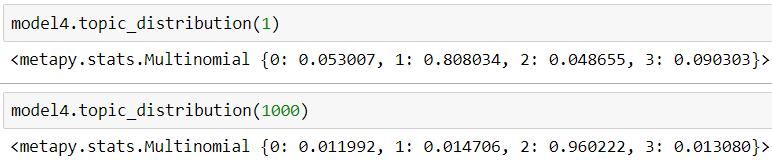 model4.topic_distribution(1)
<metapy.stats.Multinomial {0: 0.053007, 1: 0.808034, 2: 0.048655, 3: 0.090303}>
model4.topic_distribution(1000)
<metapy.stats.Multinomial {0: 0.011992, 1: 0.014706, 2: 0.960222, 3: 0.013080}>